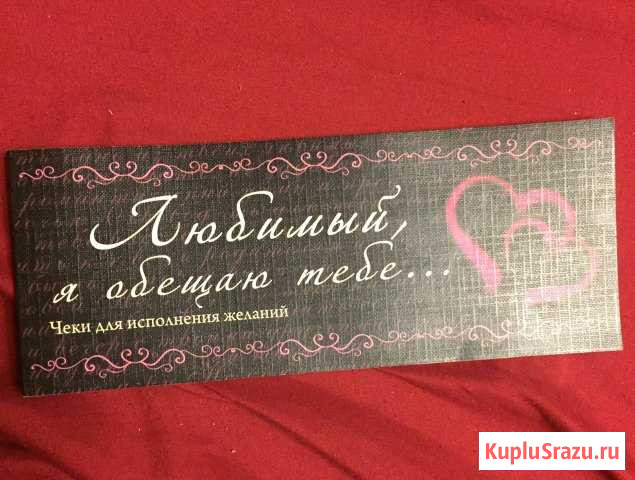 Любимый,
я обещаю тебе...
Чеки для исполнения желаний
KupluSrazu.ru